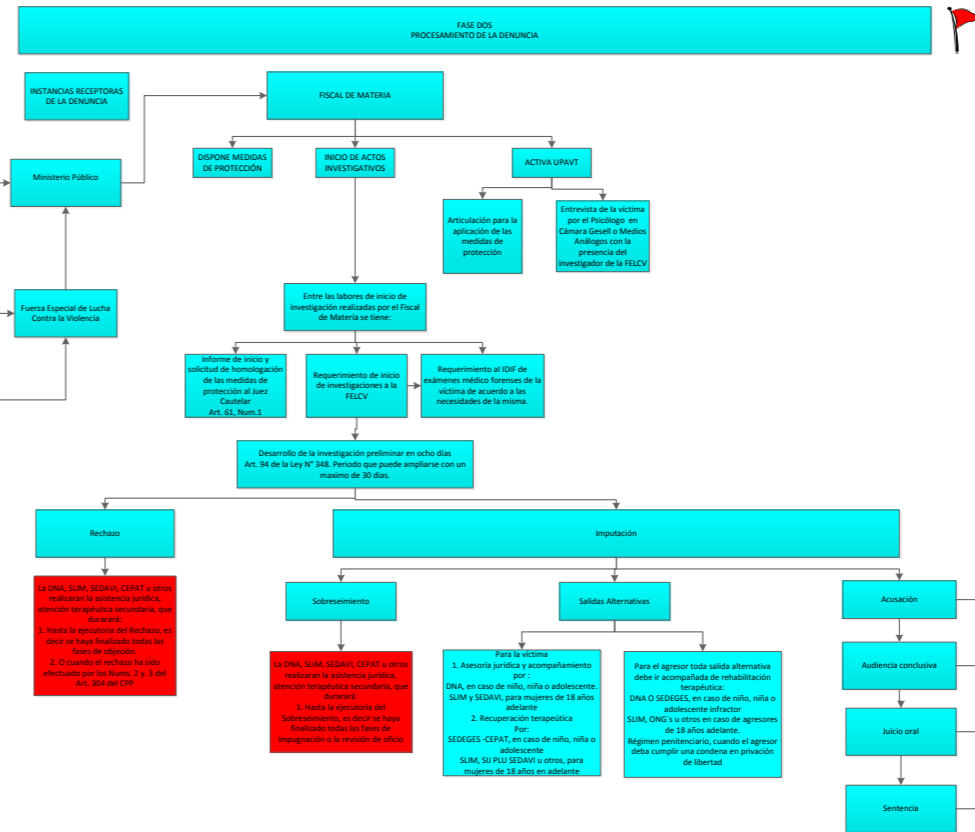 FASE DOS
PROCESAMIENTO DE LA DENUNCIA
INSTANCIAS RECEPTORAS
DE LA DENUNCIA
FISCAL DE MATERIA
DISPONE MEDIDAS
DE PROTECCIÓN
INICIO DE ACTOS
INVESTIGATIVOS
ACTIVA UPAVT
Ministerio Público
Articulación para la
aplicación de las
medidas de
protección
Entrevista de la víctima
por el Psicólogo en
Cámara Gesell o Medios
Análogos con la
presencia del
investigador de la FELCV
Fuerza Especial de Lucha
Contra la Violencia
Entre las labores de inicio de
investigación realizadas por el Fiscal
de Materia se tiene:
Informe de inicio y
solicitud de homologación
de las medidas de
protección al Juez
Cautelar
Art. 61, Num.1
Requerimiento de inicio
de investigaciones a la
FELCV
Requerimiento al IDIF de
exámenes médico forenses de la
víctima de acuerdo a las
necesidades de la misma.
Desarrollo de la investigación preliminar en ocho días
Art. 94 de la Ley N° 348. Periodo que puede ampliarse con un
maximo de 30 dias.
Rechazo
Imputación
La DNA, SLIM, SEDAVI, CEPAT u otros
realizaran la asistencia jurídica,
atención terapéutica secundaria, que
durarará:
1. Hasta la ejecutoria del Rechazo, es
decir se haya finalizado todas las
fases de objeción.
2. O cuando el rechazo ha sido
efectuado por los Nums. 2 y 3 del
Art. 304 del CPP
Sobreseimiento
Salidas Alternativas
Acusación
La DNA, SLIM, SEDAVI, CEPAT u otros
realizaran la asistencia jurídica,
atención terapéutica secundaria, que
durarará:
1. Hasta la ejecutoria del
Sobreseimiento, es decir se haya
finalizado todas las fases de
impugnación o la revisión de oficio
Para la víctima
1. Asesoría jurídica y acompañamiento
por :
DNA, en caso de niño, niña o adolescente.
SLIM y SEDAVI, para mujeres de 18 años
adelante
2. Recuperación terapeútica
Por:
SEDEGES -CEPAT, en caso de niño, niña o
adolescente
SLIM, SIJ PLU SEDAVI u otros, para
mujeres de 18 años en adelante
Para el agresor toda salida alternativa
debe ir acompañada de rehabilitación
terapéutica:
DNA O SEDEGES, en caso de niño, niña o
adolescente infractor
SLIM, ONG´s u otros en caso de agresores
de 18 años adelante.
Régimen penitenciario, cuando el agresor
deba cumplir una condena en privación
de libertad
Audiencia conclusiva
Juicio oral
Sentencia